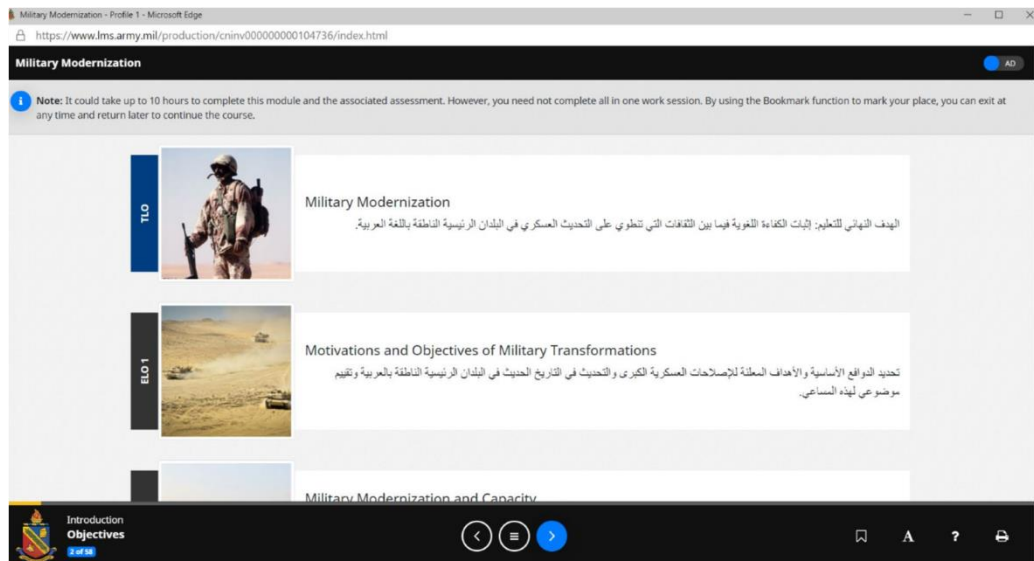 Military Modernization - Profile 1 - Microsoft Edge
https://www.lms.army.mil/production/cninv000000000104736/index.html
Military Modernization
AD
Note: It could take up to 10 hours to complete this module and the associated assessment. However, you need not complete all in one work session. By using the Bookmark function to mark your place, you can exit at
any time and return later to continue the course.
TLO
Military Modernization
الهدف النهائي للتعليم: إثبات الكفاءة اللغوية فيما بين الثقافات التي تنطوي على التحديث العسكري في البلدان الرئيسية الناطقة باللغة العربية.
ELO 1
Motivations and Objectives of Military Transformations
تحديد الدوافع الأساسية والأهداف المعلنة للإصلاحات العسكرية الكبرى والتحديث في التاريخ الحديث في البلدان الرئيسية الناطقة بالعربية وتقييم
موضوعي لهذه المساعي.
Military Modernization and Capacity
Introduction
Objectives
2 of 58
A
?